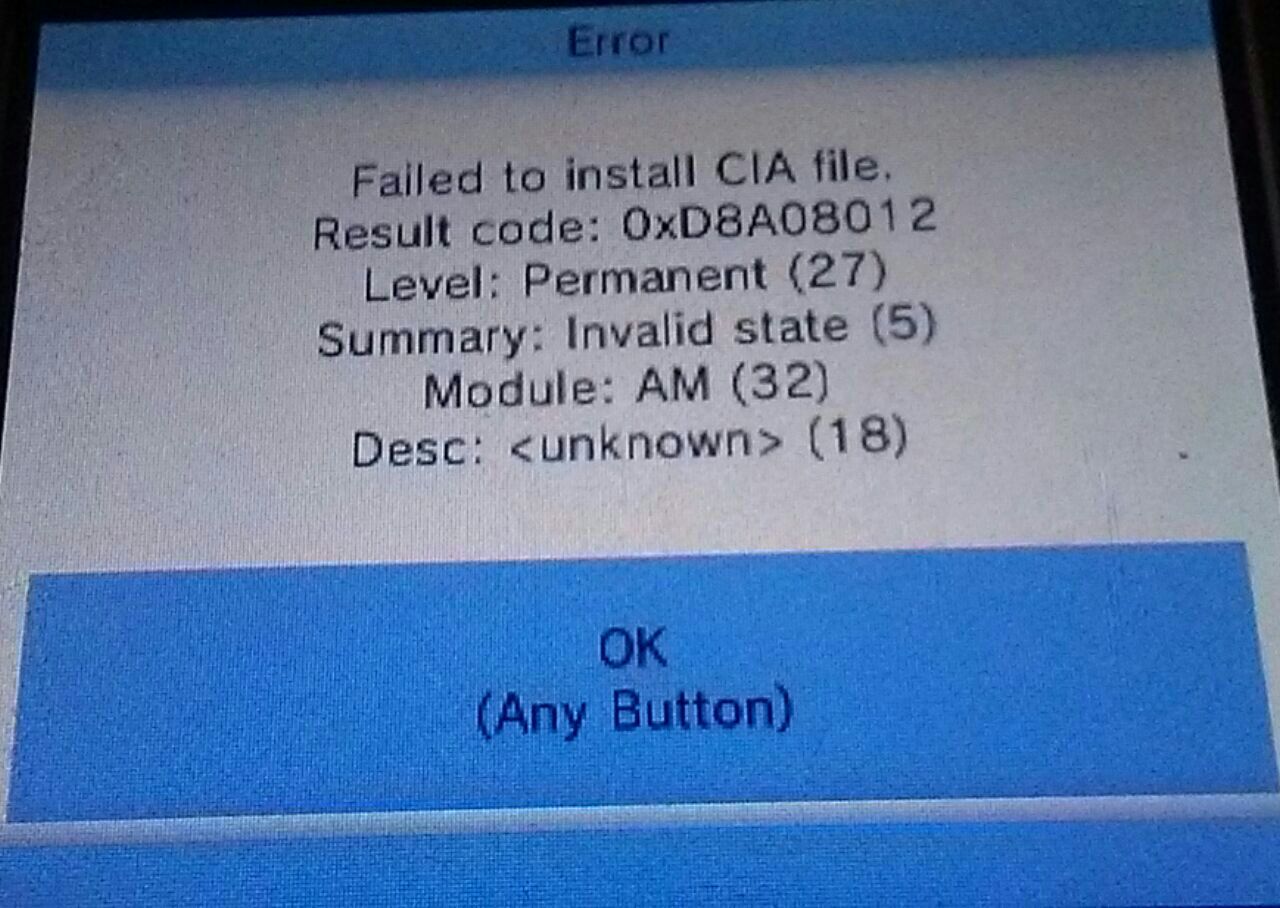 Error
Failed to install CIA file.
Result code: 0xD8A08012
Level: Permanent (27)
Summary: Invalid state (5)
Module: AM (32)
Desc: <unknown> (18)
OK
(Any Button)